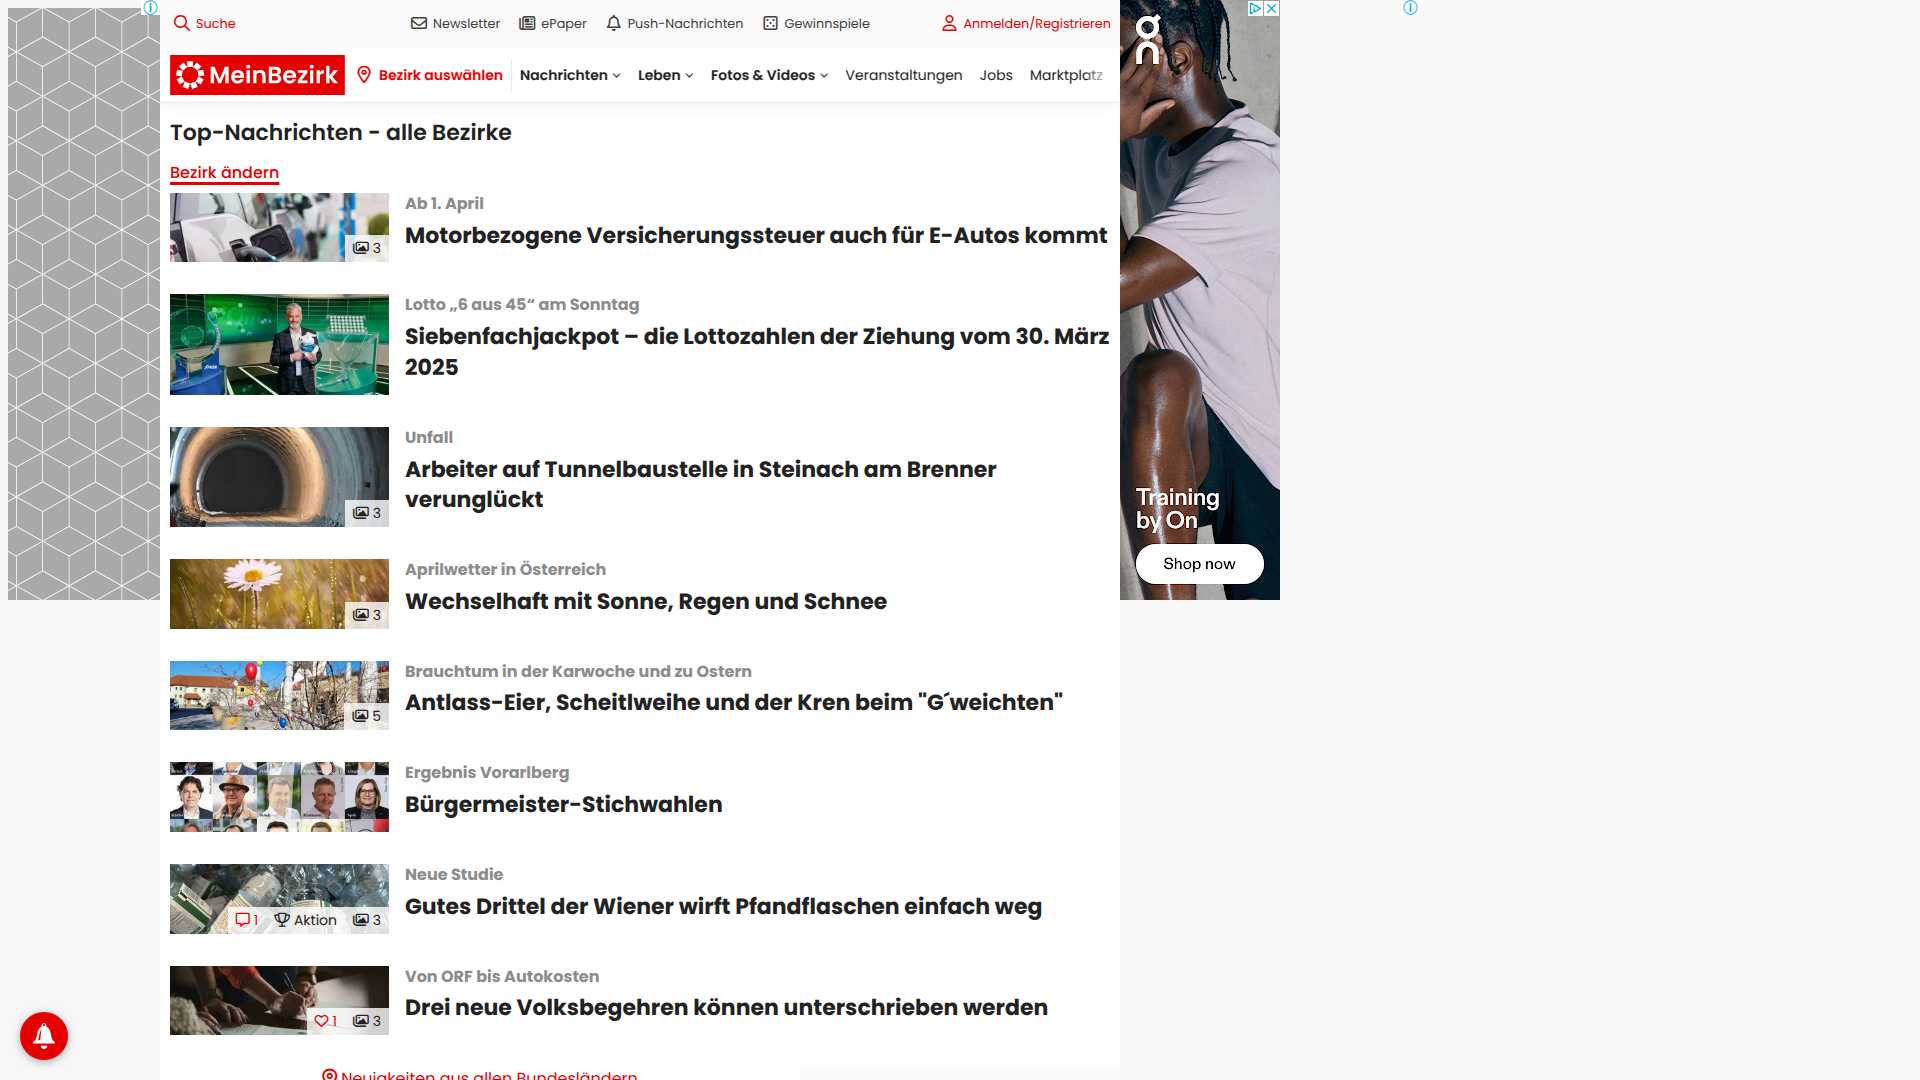 Suche
Newsletter
ePaper
Push-Nachrichten
Gewinnspiele
Anmelden/Registrieren
MeinBezirk
Bezirk auswählen
Nachrichten
Leben
Fotos & Videos
Veranstaltungen
Jobs
Marktplatz
Top-Nachrichten - alle Bezirke
Bezirk ändern
3
Ab 1. April
Motorbezogene Versicherungssteuer auch für E-Autos kommt
Lotto „6 aus 45“ am Sonntag
Siebenfachjackpot – die Lottozahlen der Ziehung vom 30. März
2025
3
Unfall
Arbeiter auf Tunnelbaustelle in Steinach am Brenner
verunglückt
3
Aprilwetter in Österreich
Wechselhaft mit Sonne, Regen und Schnee
5
Brauchtum in der Karwoche und zu Ostern
Antlass-Eier, Scheitlweihe und der Kren beim "G´weichten"
Ergebnis Vorarlberg
Bürgermeister-Stichwahlen
1
Aktion
3
Neue Studie
Gutes Drittel der Wiener wirft Pfandflaschen einfach weg
1
3
Von ORF bis Autokosten
Drei neue Volksbegehren können unterschrieben werden
Neuigkeiten aus allen Bundesländern
Training
by On
Shop now